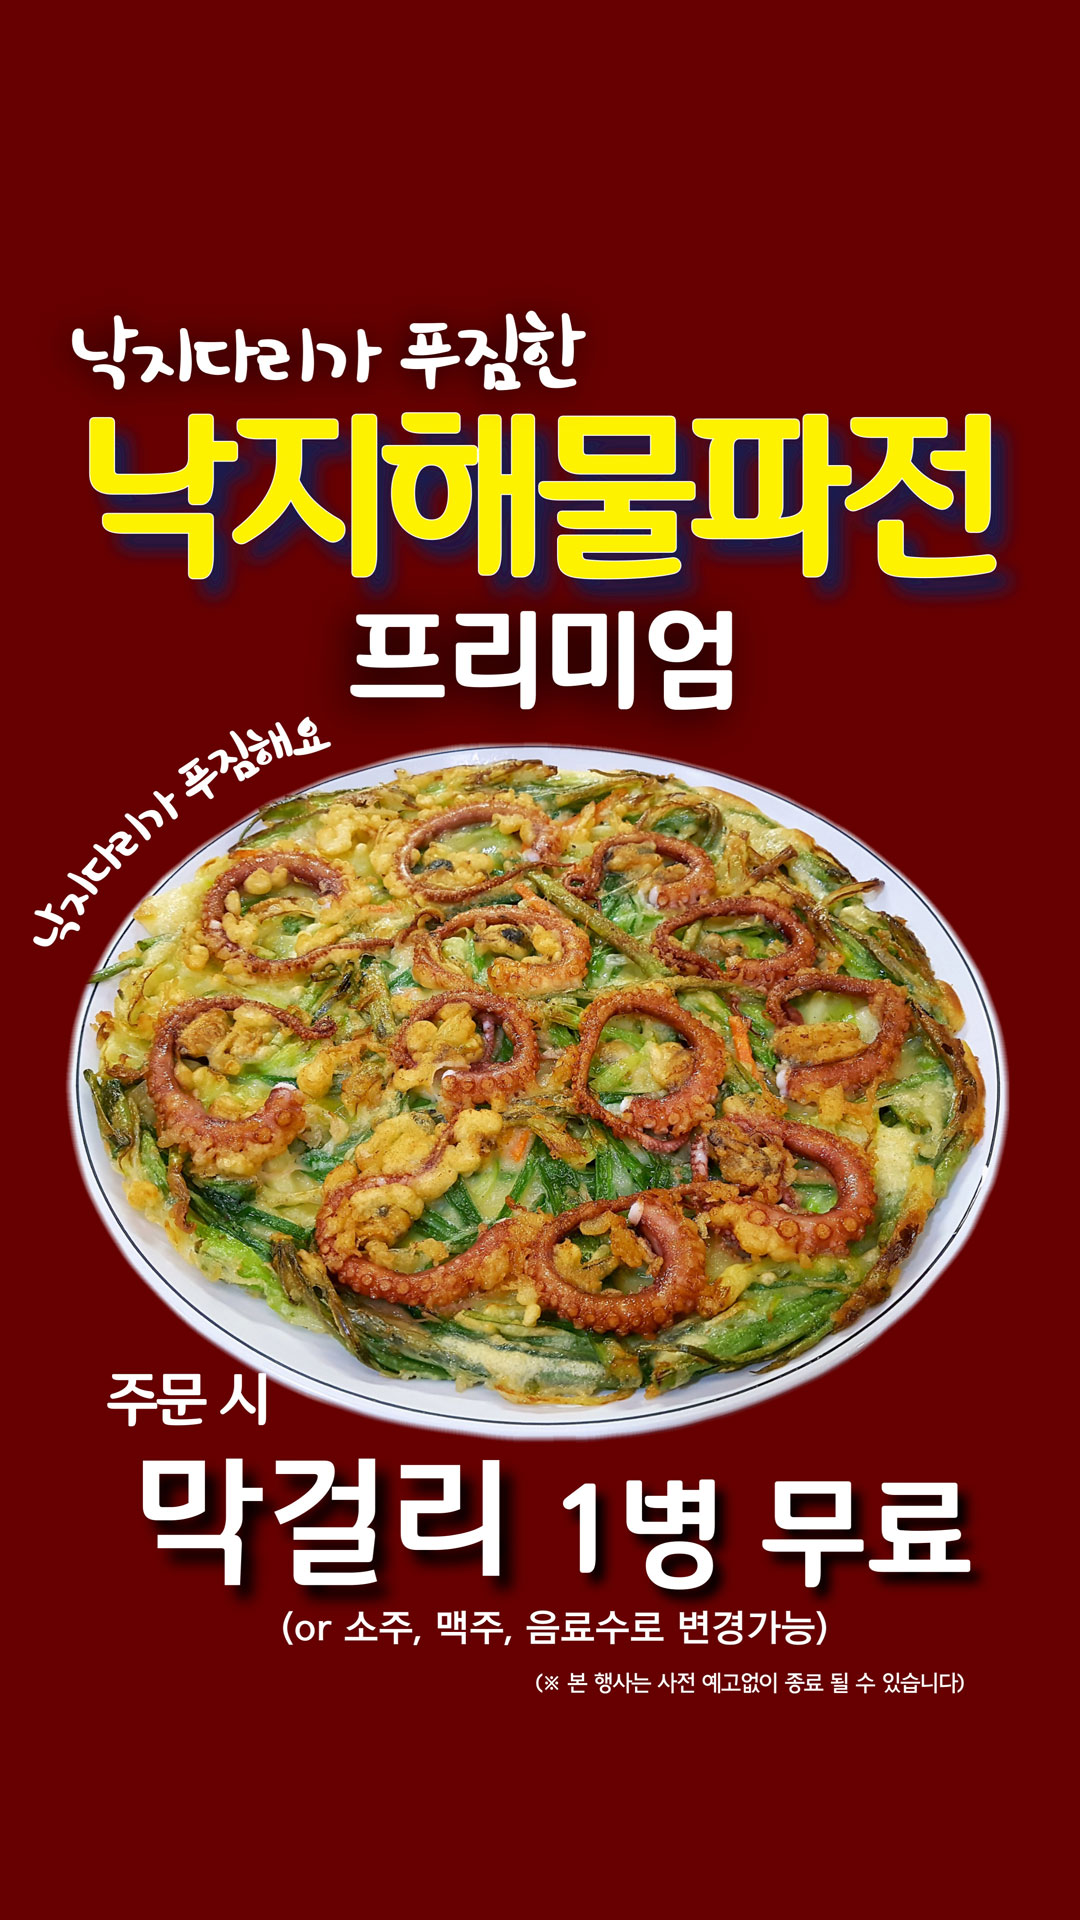 낙지다리가 푸짐한
낙지해물파전
프리미엄
낙지다리가 푸짐해요
주문 시
막걸리 1병 무료
(or 소주, 맥주, 음료수로 변경가능)
(※ 본 행사는 사전 예고없이 종료 될 수 있습니다)